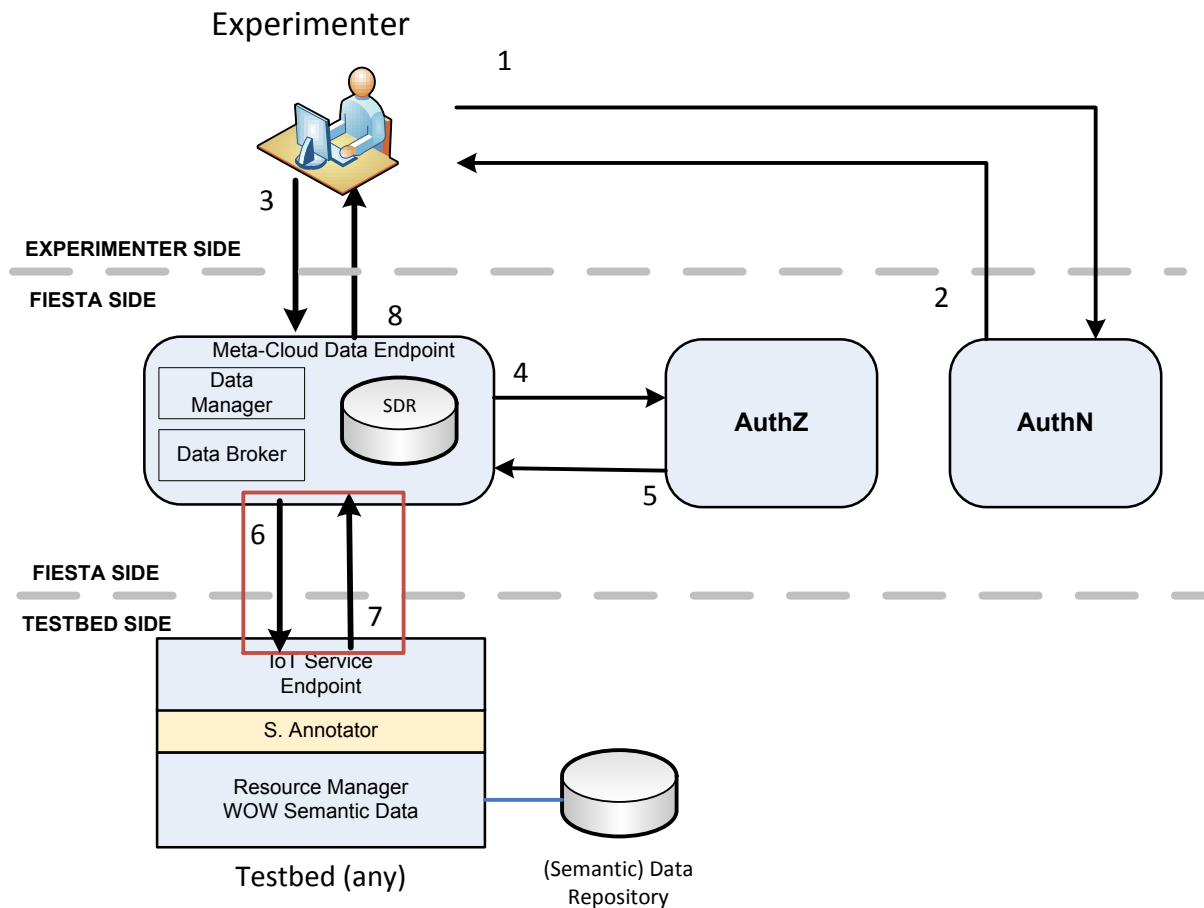 Experimenter
1
3
EXPERIMENTER SIDE
FIESTA SIDE
2
8
Meta-Cloud Data Endpoint
Data
Manager
SDR
Data Broker
4
AuthZ
AuthN
5
6
FIESTA SIDE
TESTBED SIDE
7
IoT Service
Endpoint
S. Annotator
Resource Manager
WOW Semantic Data
Testbed (any)
(Semantic) Data
Repository